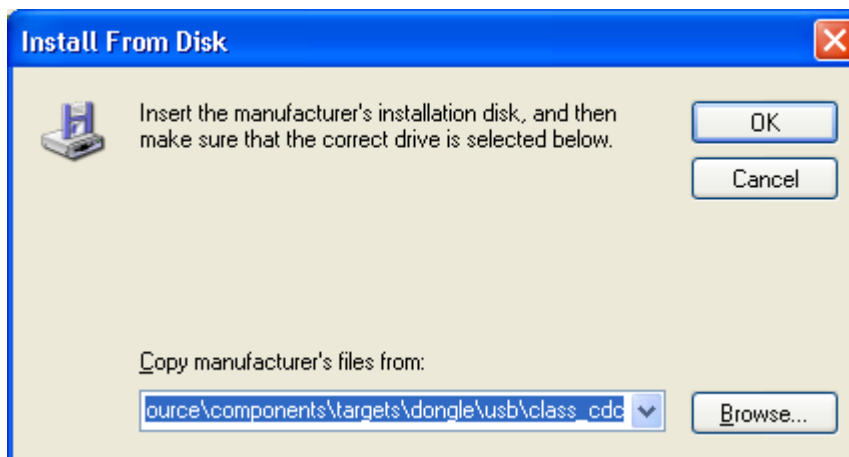 Install From Disk
Insert the manufacturer's installation disk, and then
make sure that the correct drive is selected below.
OK
Cancel
Copy manufacturer's files from:
ource\components\targets\dongle\usb\class_cdc
Browse...